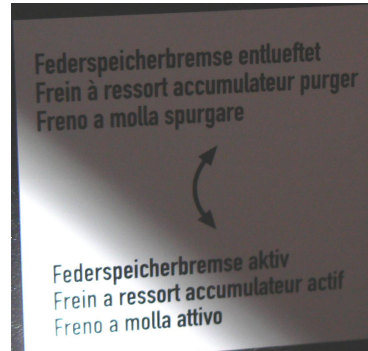 Federspeicherbremse entlueftet
Frein à ressort accumulateur purger
Freno a molla spurgare
Federspeicherbremse aktiv
Frein a ressort accumulateur actif
Freno a molla attivo